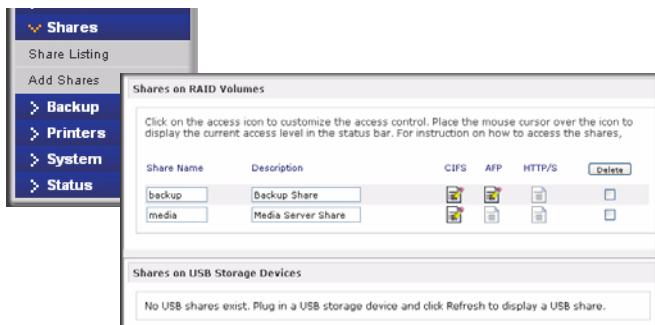 Shares
Share Listing
Add Shares
Backup
Printers
System
Status
Shares on RAID Volumes
Click on the access icon to customize the access control. Place the mouse cursor over the icon to
display the current access level in the status bar. For instruction on how to access the shares,
Share Name Description CIFS AFP HTTP/S Delete
backup Backup Share
media Media Server Share
Shares on USB Storage Devices
No USB shares exist. Plug in a USB storage device and click Refresh to display a USB share.